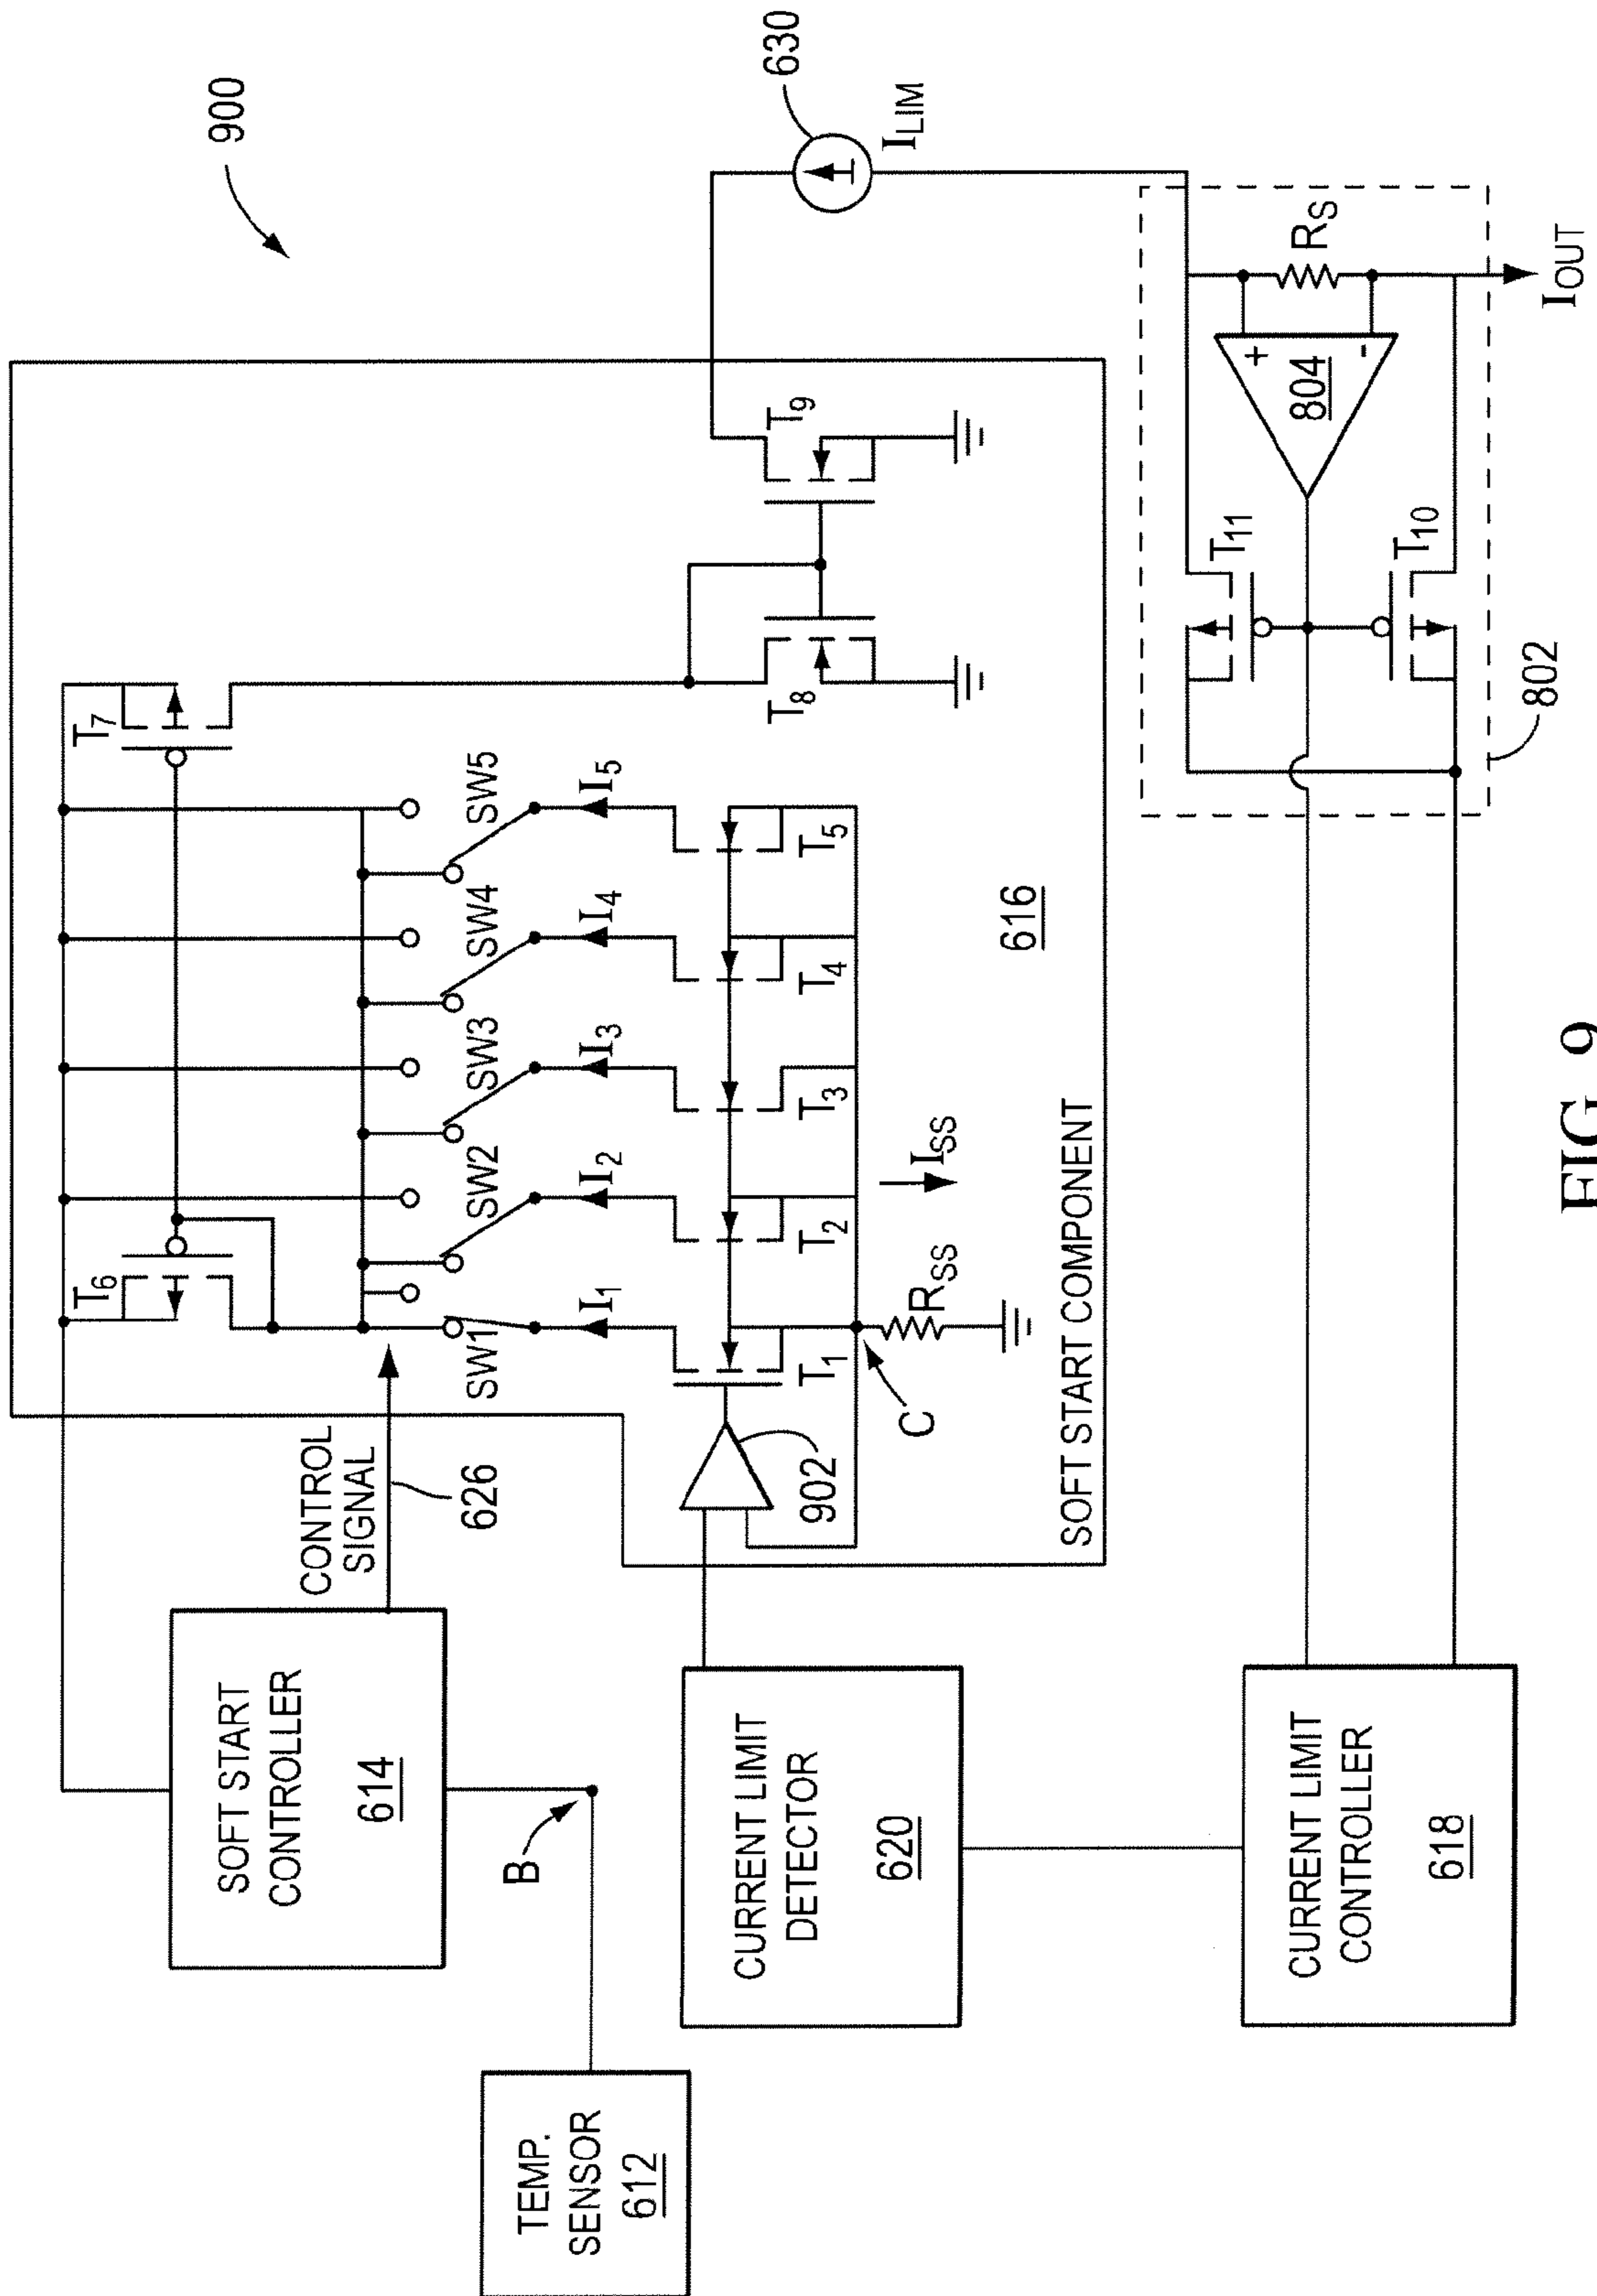 900
SOFT START
CONTROLLER
614
CONTROL
SIGNAL
626
T6
T7
SW1
SW2
SW3
SW4
SW5
I1
I2
I3
I4
I5
T1
T2
T3
T4
T5
T8
T9
630
ILIM
TEMP.
SENSOR
612
B
902
C
RSS
ISS
616
SOFT START COMPONENT
CURRENT LIMIT
DETECTOR
620
CURRENT LIMIT
CONTROLLER
618
T11
T10
+
-
804
RS
802
IOUT
FIG. 9